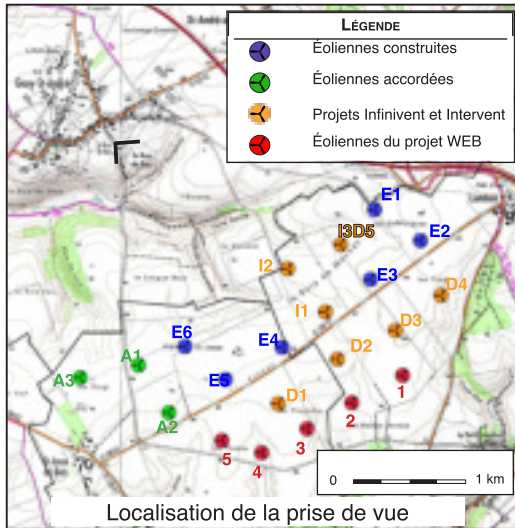 LÉGENDE
Éoliennes construites
Éoliennes accordées
Projets Infinivent et Intervent
Éoliennes du projet WEB
E1
I3D5
E2
I2
E3
D4
I1
D3
E6
E4
A1
D2
A3
E5
1
D1
2
A2
3
5
4
0
1 km
Localisation de la prise de vue